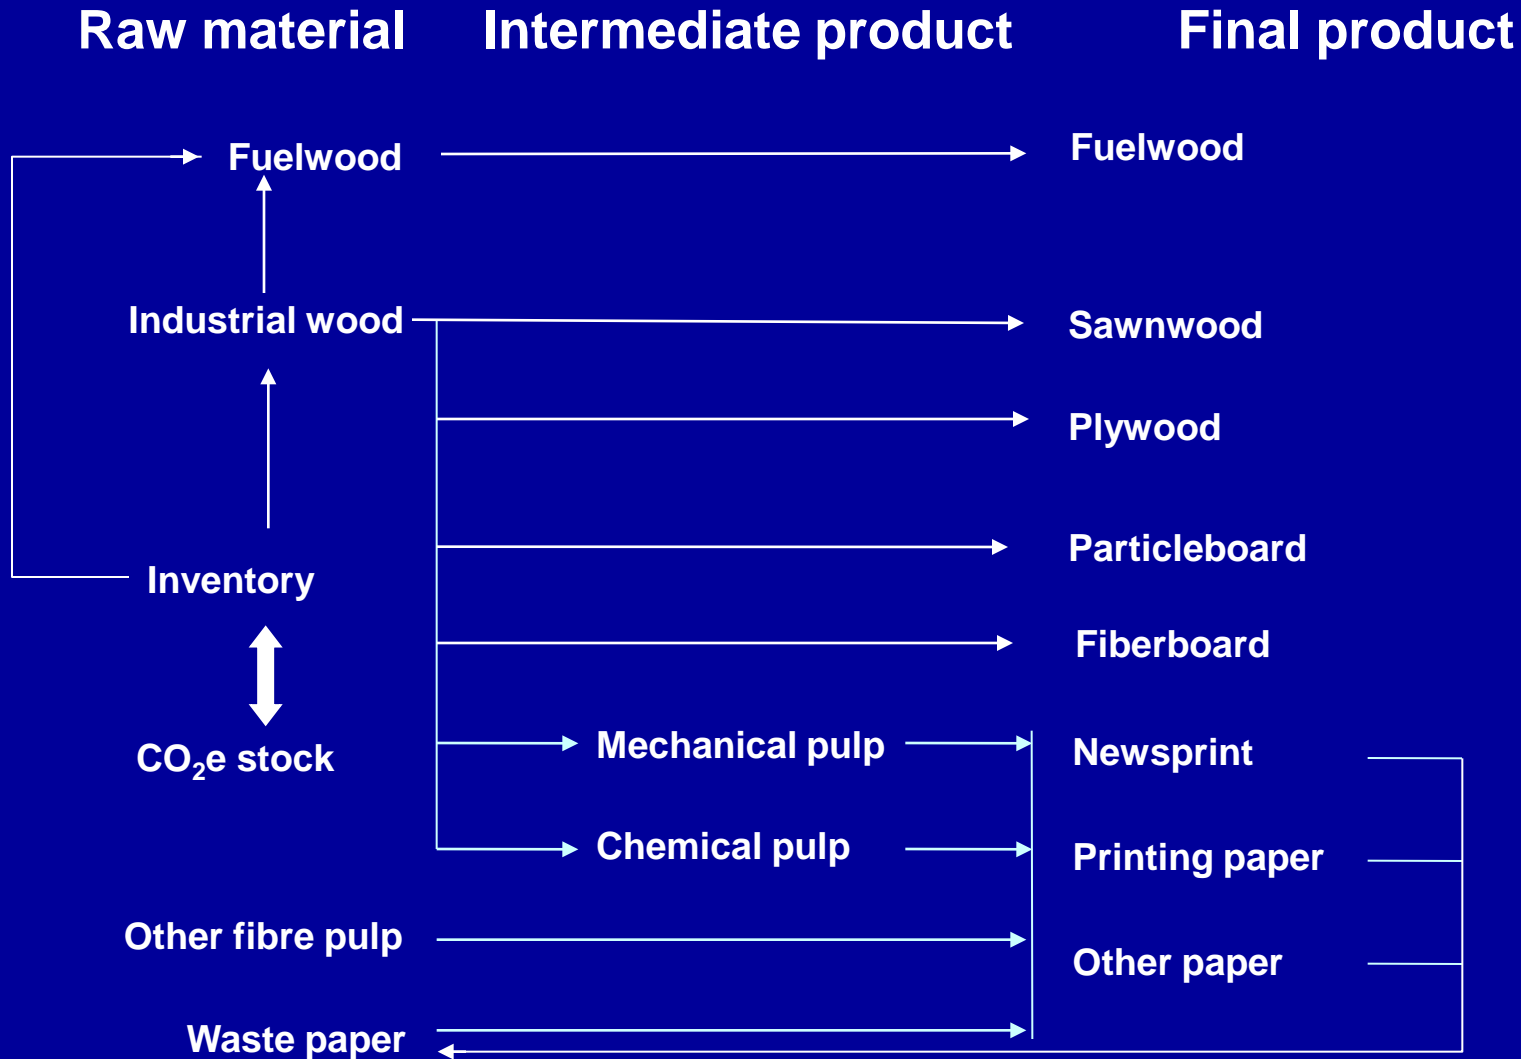 Raw material Intermediate product Final product
Fuelwood Fuelwood
Industrial wood Sawnwood
Plywood
Particleboard
Inventory
Fiberboard
Mechanical pulp Newsprint
CO₂e stock
Chemical pulp Printing paper
Other fibre pulp
Other paper
Waste paper